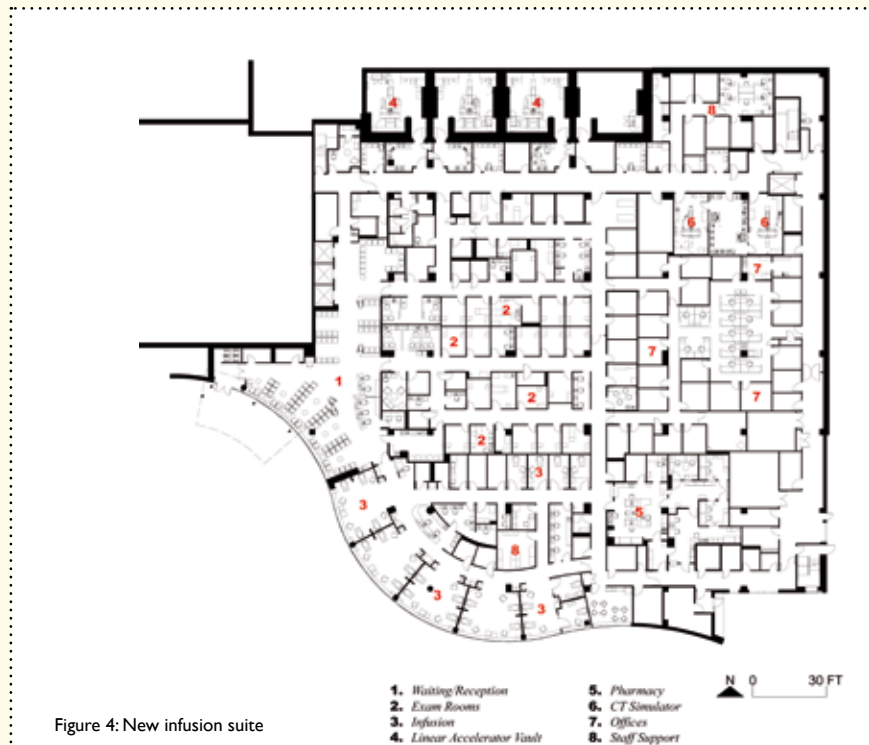 4
4
8
6
6
7
2
2
7
1
2
7
2
3
3
5
8
3
3
N 0 30 FT
1. Waiting/Reception
2. Exam Rooms
3. Infusion
4. Linear Accelerator Vault
5. Pharmacy
6. CT Simulator
7. Offices
8. Staff Support
Figure 4: New infusion suite